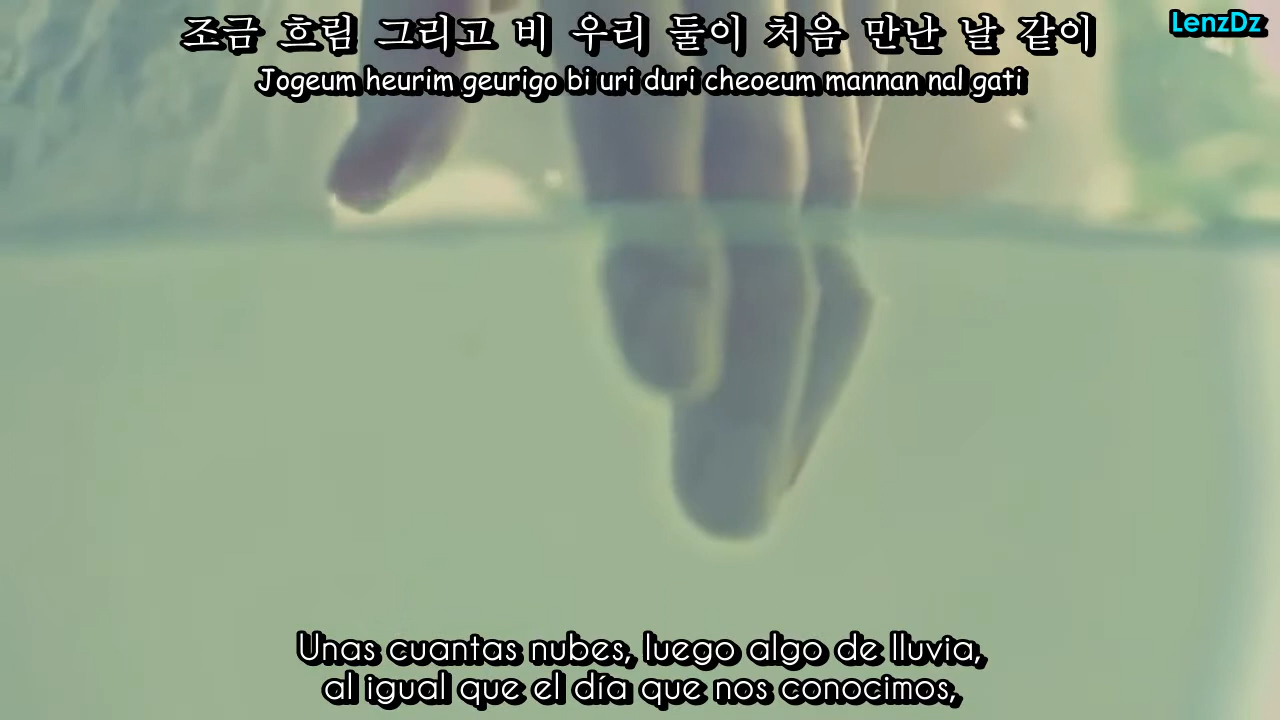 조금 흐림 그리고 비 우리 둘이 처음 만난 날 같이
LenzDz
Jogeum heurim geurigo bi uri duri cheoeum mannan nal gati
Unas cuantas nubes, luego algo de lluvia,
al igual que el día que nos conocimos,